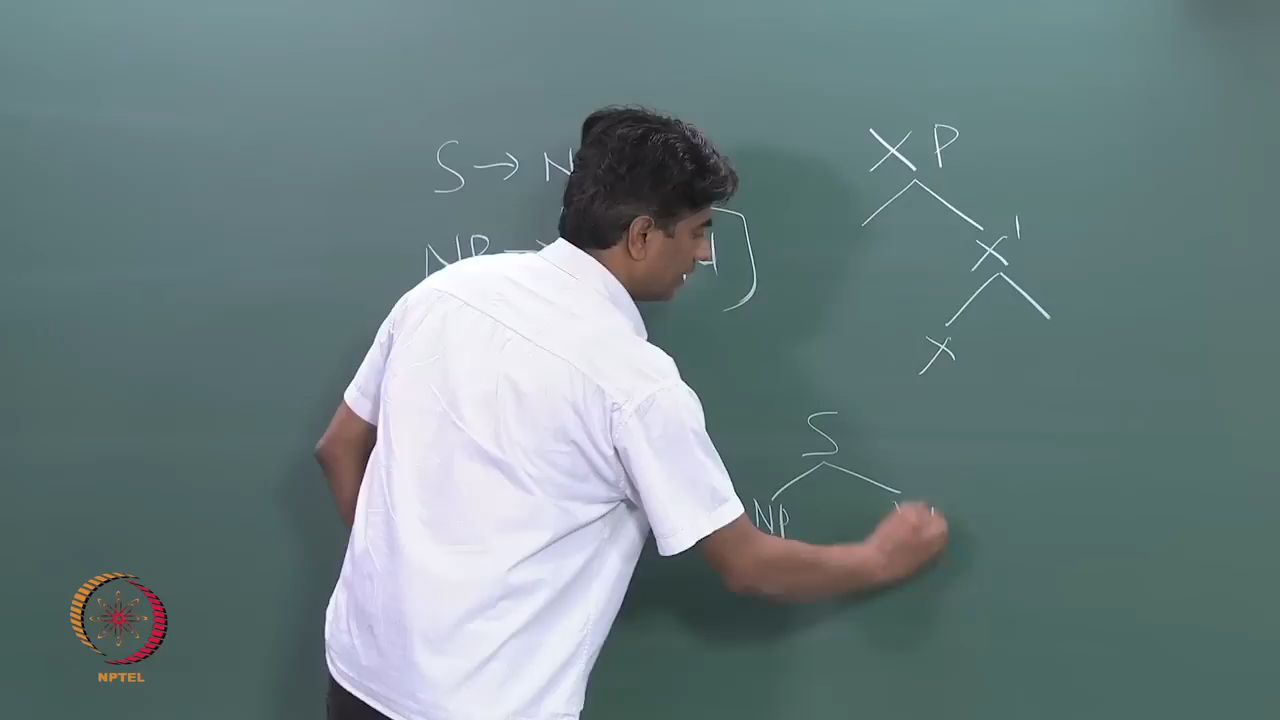 S → N
NP →
XP
X'
X
S
NP
NPTEL